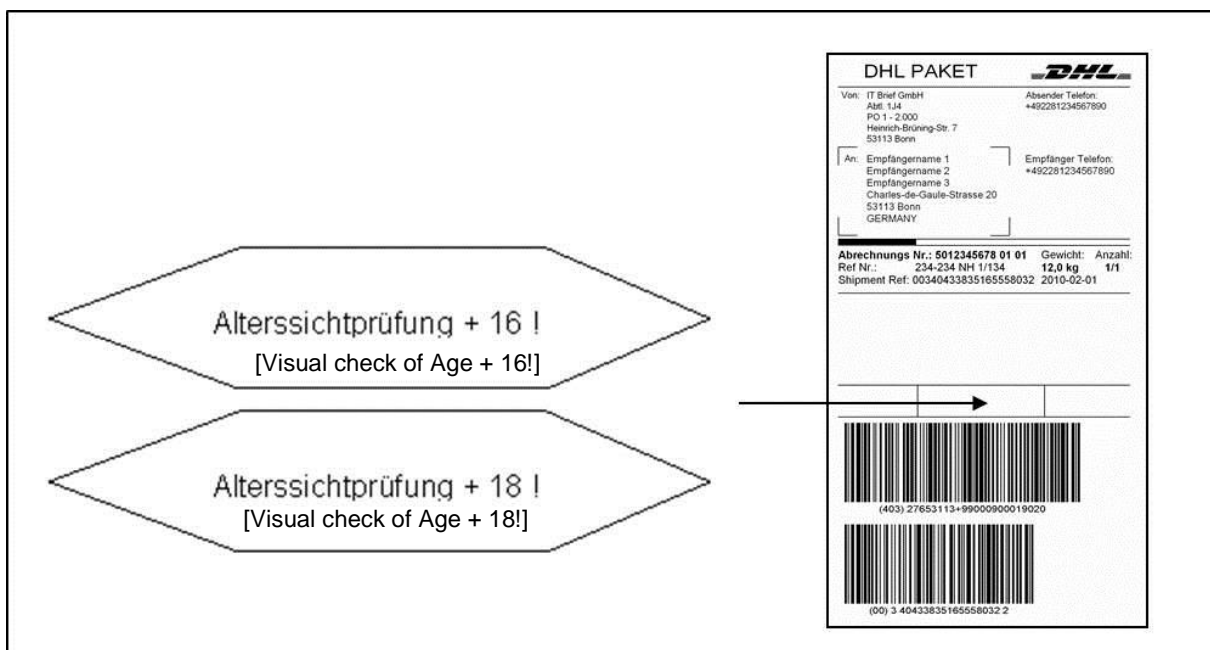 Alterssichtprüfung + 16 !
[Visual check of Age + 16!]
Alterssichtprüfung + 18 !
[Visual check of Age + 18!]
DHL PAKET
DHL
Von: IT Brief GmbH
Abtl. 1J4
PO 1 - 2.000
Heinrich-Brüning-Str. 7
53113 Bonn
Absender Telefon:
+492281234567890
An: Empfängername 1
Empfängername 2
Empfängername 3
Charles-de-Gaule-Strasse 20
53113 Bonn
GERMANY
Empfänger Telefon:
+492281234567890
Abrechnungs Nr.: 5012345678 01 01 Gewicht: Anzahl:
Ref Nr.: 234-234 NH 1/134 12,0 kg 1/1
Shipment Ref: 00340433835165558032 2010-02-01
(403) 27653113+99000900019020
(00) 3 40433835165558032 2